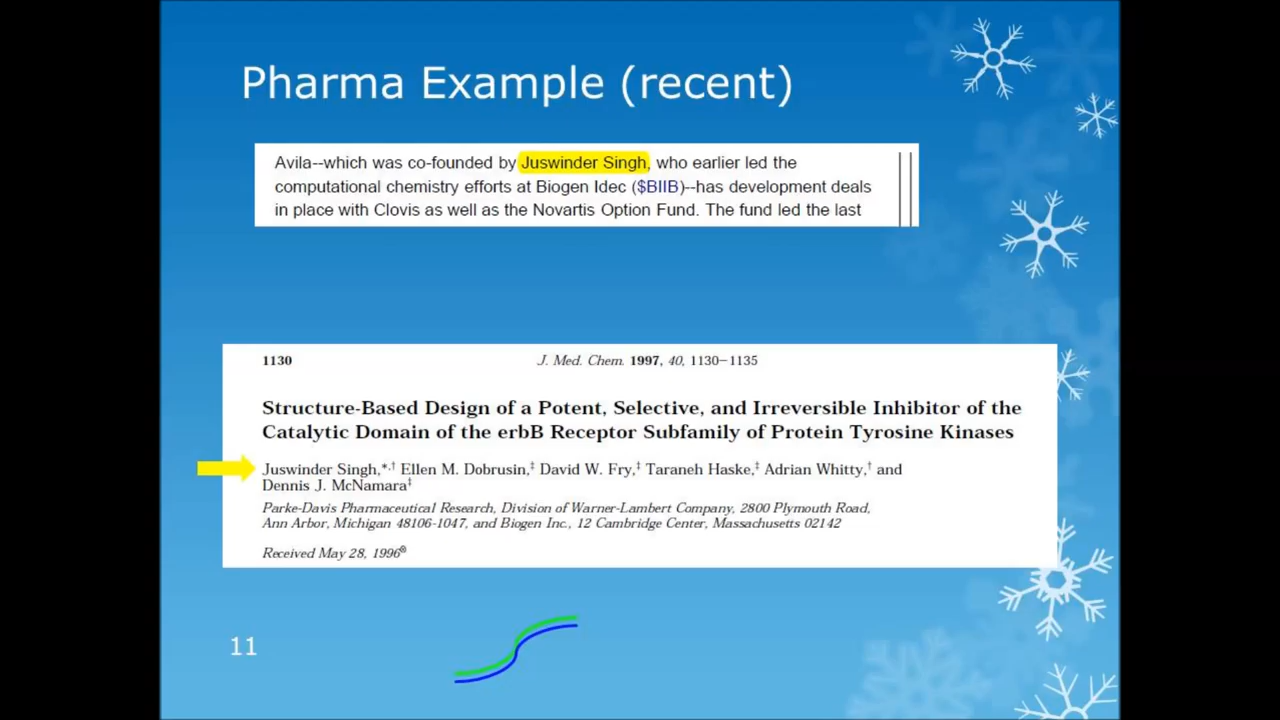 Pharma Example (recent)
Avila--which was co-founded by Juswinder Singh, who earlier led the
computational chemistry efforts at Biogen Idec ($BIIB)--has development deals
in place with Clovis as well as the Novartis Option Fund. The fund led the last
1130
J. Med. Chem. 1997, 40, 1130−1135
Structure-Based Design of a Potent, Selective, and Irreversible Inhibitor of the
Catalytic Domain of the erbB Receptor Subfamily of Protein Tyrosine Kinases
Juswinder Singh,*,† Ellen M. Dobrusin,‡ David W. Fry,‡ Taraneh Haske,‡ Adrian Whitty,† and
Dennis J. McNamara‡
Parke-Davis Pharmaceutical Research, Division of Warner-Lambert Company, 2800 Plymouth Road,
Ann Arbor, Michigan 48106-1047, and Biogen Inc., 12 Cambridge Center, Massachusetts 02142
Received May 28, 1996®
11